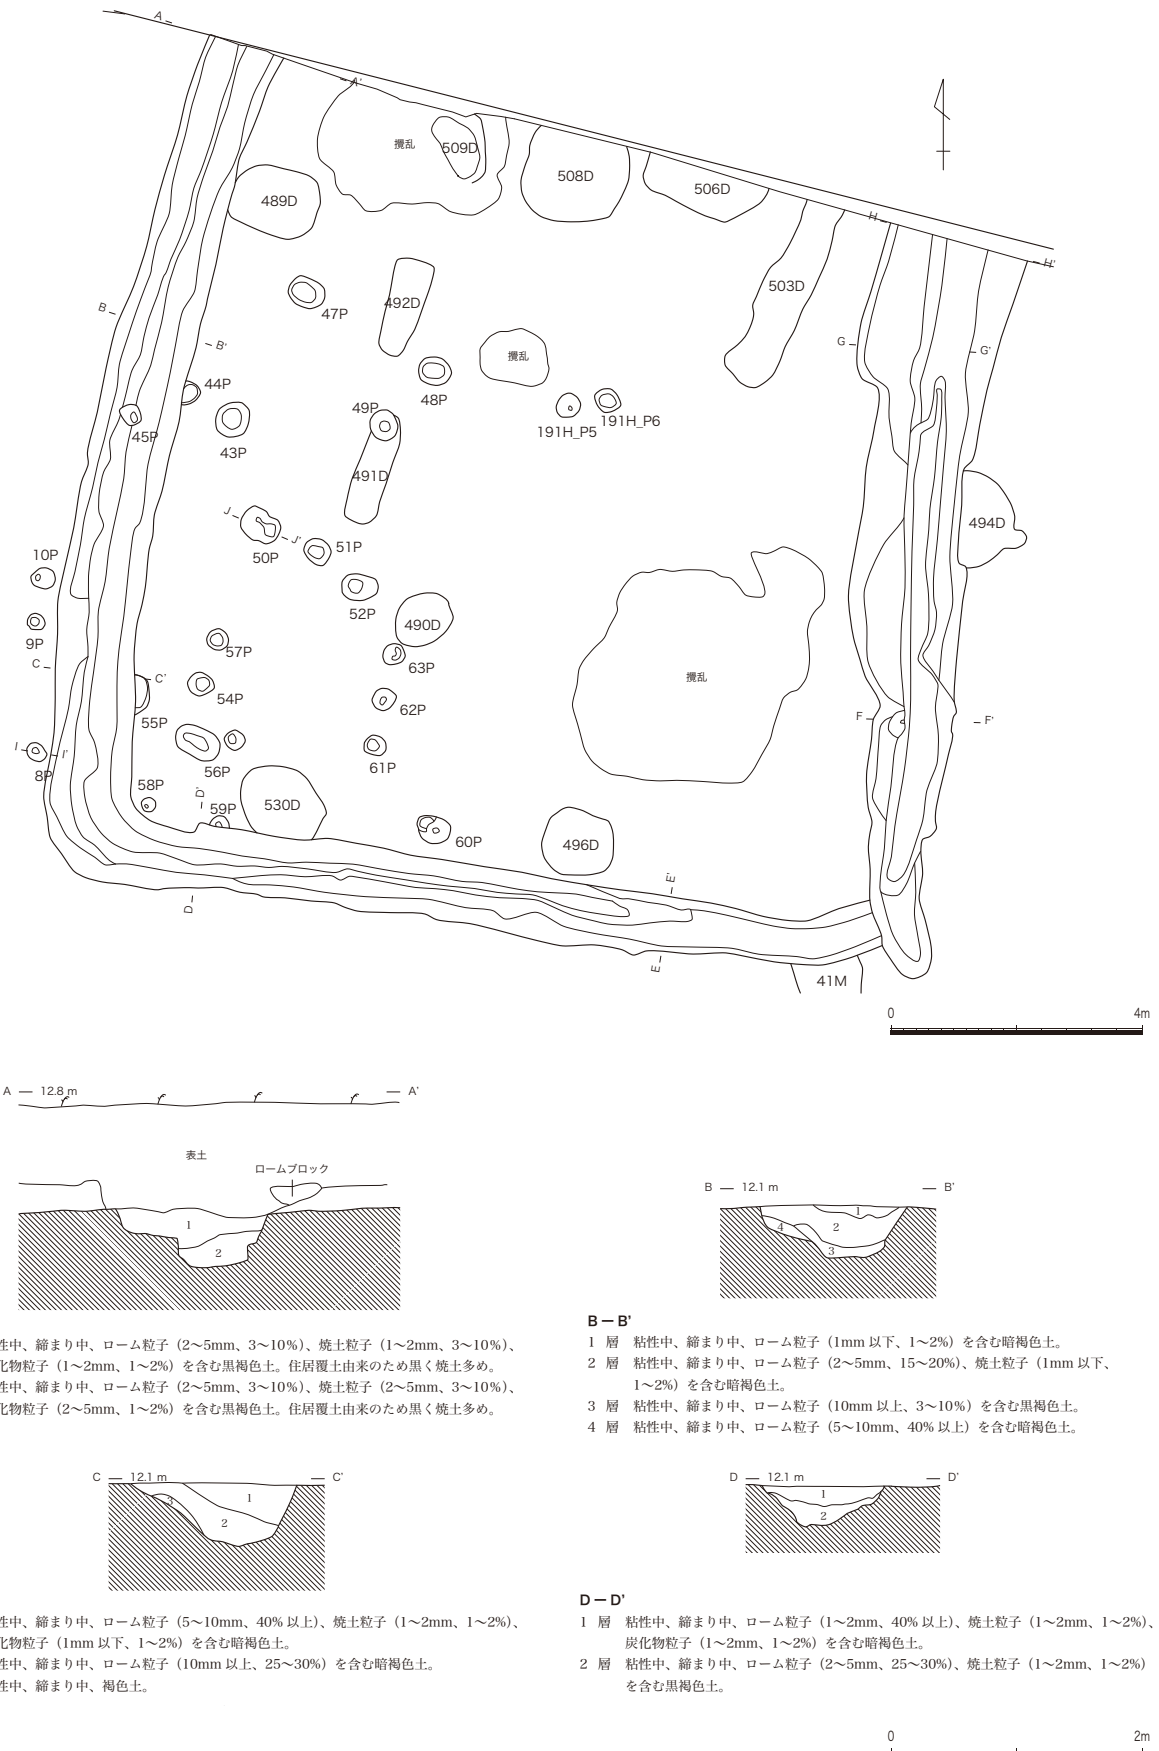 A
A'
攪乱
509D
508D
506D
489D
H
H'
503D
492D
47P
B
B'
G
G'
攪乱
44P
48P
49P
191H_P5
191H_P6
45P
43P
491D
J
J'
50P
51P
494D
10P
52P
490D
9P
57P
63P
C
C'
54P
62P
攪乱
55P
F
F'
I
I'
8P
56P
61P
58P
D'
59P
530D
60P
496D
E'
D
E
41M
0 4m
A 12.8 m A'
表土
ロームブロック
1
2
B 12.1 m B'
1
2
3
4
性中、締まり中、ローム粒子（2〜5mm、3〜10%）、焼土粒子（1〜2mm、3〜10%）、
化物粒子（1〜2mm、1〜2%）を含む黒褐色土。住居覆土由来のため黒く焼土多め。
性中、締まり中、ローム粒子（2〜5mm、3〜10%）、焼土粒子（2〜5mm、3〜10%）、
化物粒子（2〜5mm、1〜2%）を含む黒褐色土。住居覆土由来のため黒く焼土多め。
B — B'
1 層 粘性中、締まり中、ローム粒子（1mm 以下、1〜2%）を含む暗褐色土。
2 層 粘性中、締まり中、ローム粒子（2〜5mm、15〜20%）、焼土粒子（1mm 以下、
1〜2%）を含む暗褐色土。
3 層 粘性中、締まり中、ローム粒子（10mm 以上、3〜10%）を含む黒褐色土。
4 層 粘性中、締まり中、ローム粒子（5〜10mm、40% 以上）を含む暗褐色土。
C 12.1 m C'
1
2
3
D 12.1 m D'
1
2
性中、締まり中、ローム粒子（5〜10mm、40% 以上）、焼土粒子（1〜2mm、1〜2%）、
化物粒子（1mm 以下、1〜2%）を含む暗褐色土。
性中、締まり中、ローム粒子（10mm 以上、25〜30%）を含む暗褐色土。
性中、締まり中、褐色土。
D — D'
1 層 粘性中、締まり中、ローム粒子（1〜2mm、40% 以上）、焼土粒子（1〜2mm、1〜2%）、
炭化物粒子（1〜2mm、1〜2%）を含む暗褐色土。
2 層 粘性中、締まり中、ローム粒子（2〜5mm、25〜30%）、焼土粒子（1〜2mm、1〜2%）
を含む黒褐色土。
0 2m